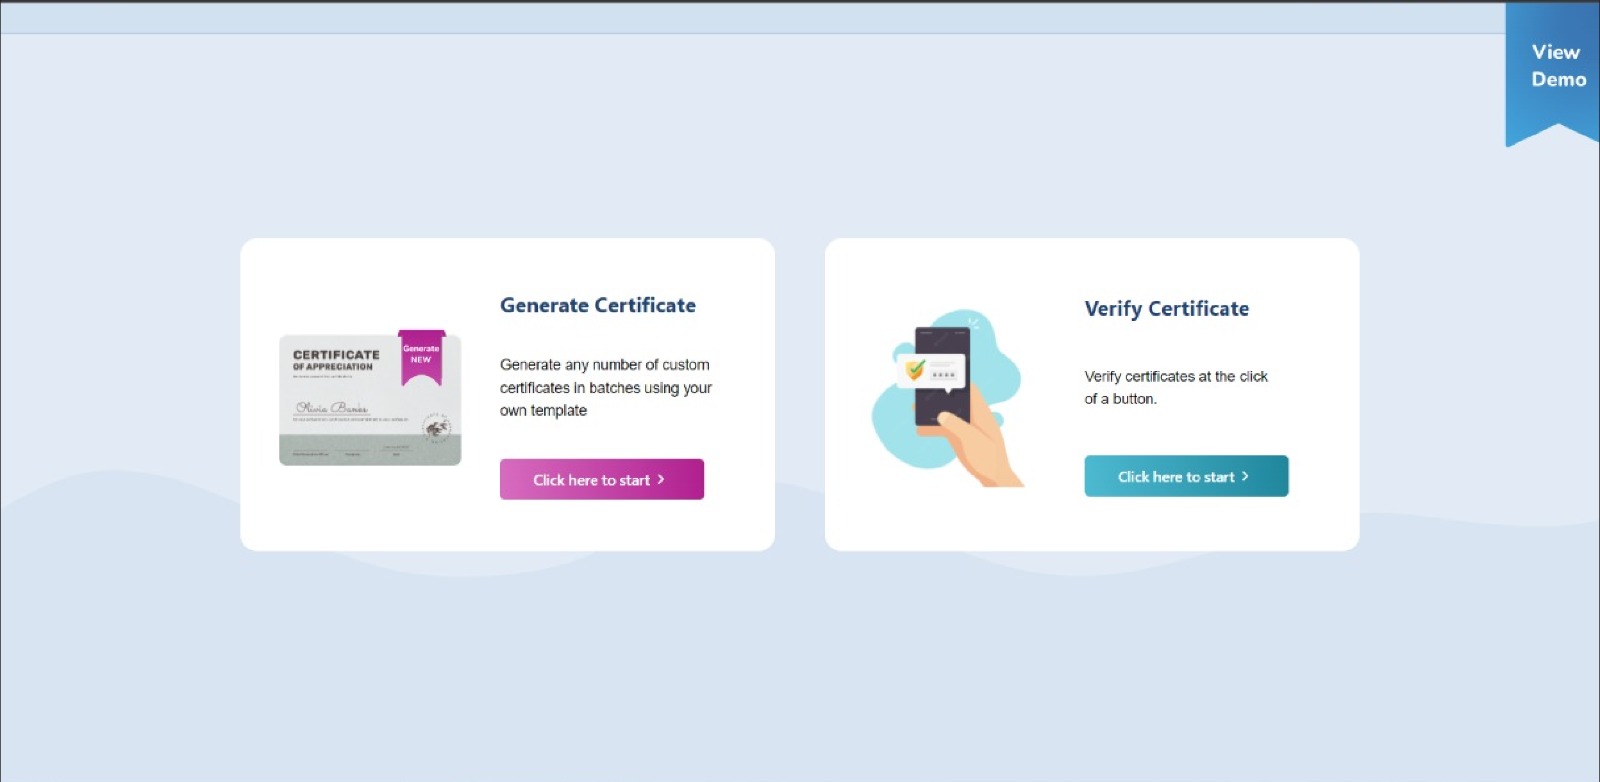 View
Demo
Generate Certificate
Generate any number of custom
certificates in batches using your
own template
Click here to start >
CERTIFICATE
OF APPRECIATION
Generate
NEW
Olivia Banks
Verify Certificate
Verify certificates at the click
of a button.
Click here to start >